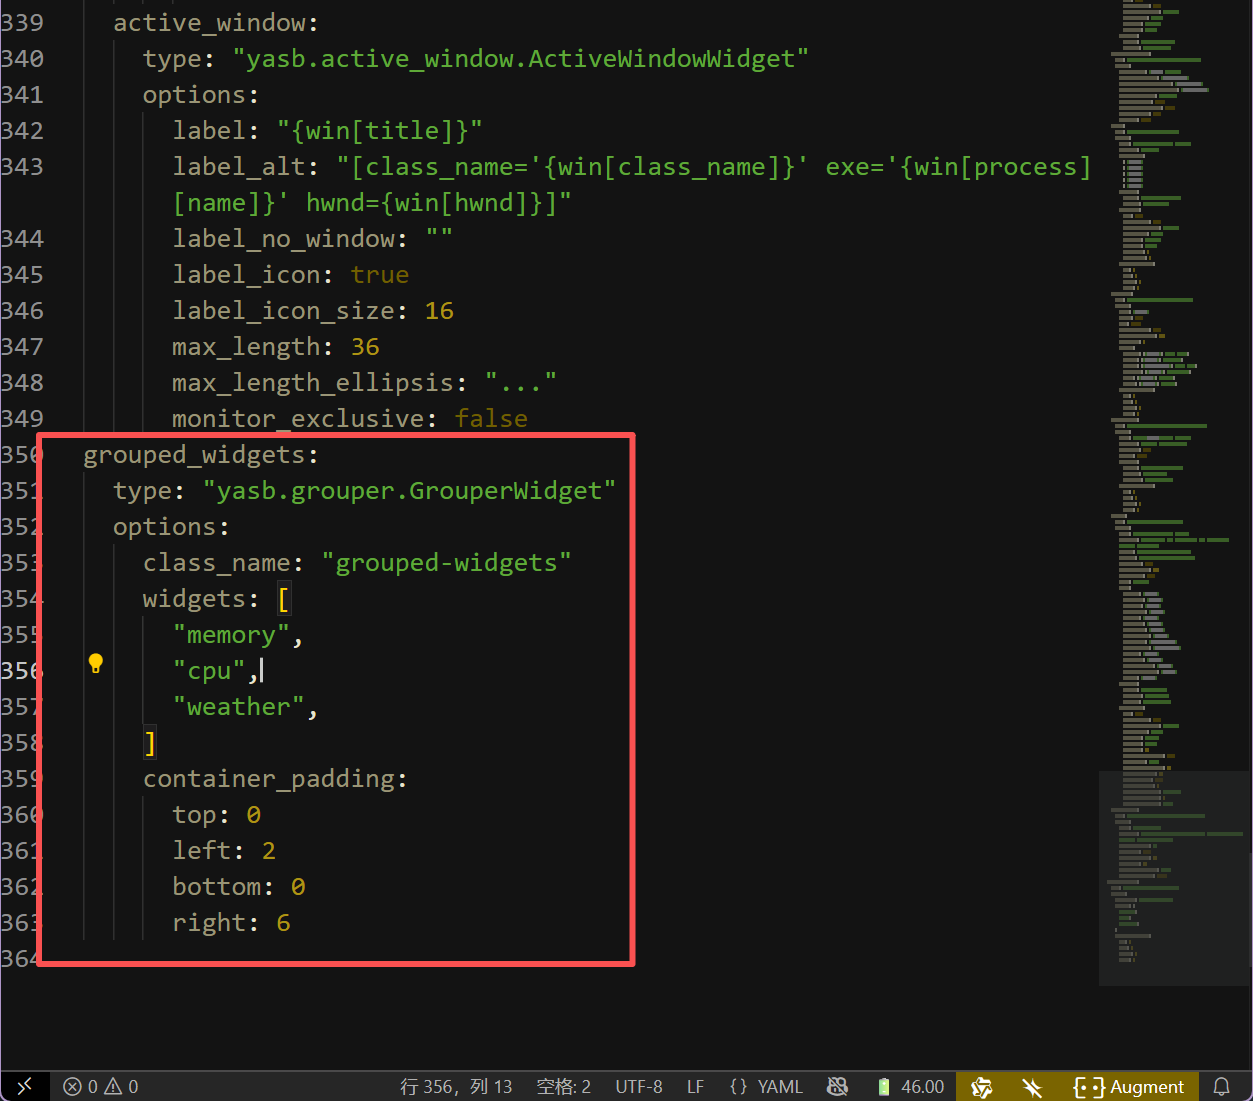 339 active_window:
340 type: "yasb.active_window.ActiveWindowWidget"
341 options:
342 label: "{win[title]}"
343 label_alt: "[class_name='{win[class_name]}' exe='{win[process]
[name]}' hwnd={win[hwnd]}]"
344 label_no_window: ""
345 label_icon: true
346 label_icon_size: 16
347 max_length: 36
348 max_length_ellipsis: "..."
349 monitor_exclusive: false
350 grouped_widgets:
351 type: "yasb.grouper.GrouperWidget"
352 options:
353 class_name: "grouped-widgets"
354 widgets: [
355 "memory",
356 "cpu",
357 "weather",
358 ]
359 container_padding:
360 top: 0
361 left: 2
362 bottom: 0
363 right: 6
364
0 0 行 356，列 13 空格: 2 UTF-8 LF {} YAML 46.00 Augment